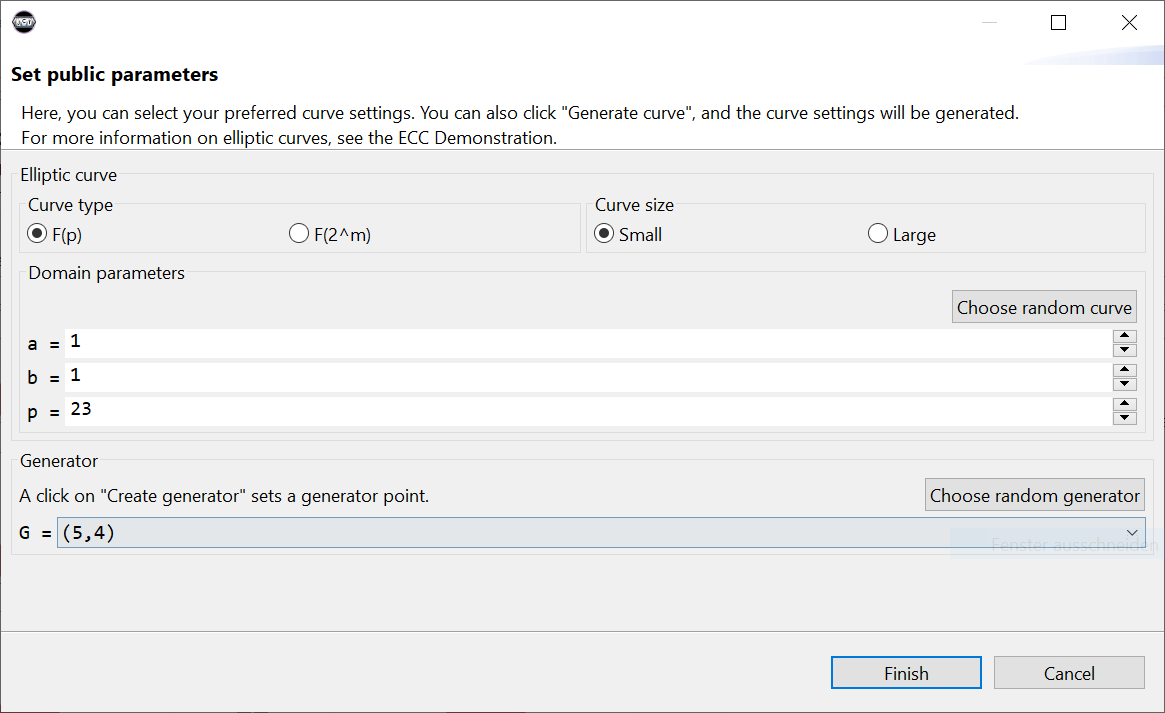 Set public parameters
Here, you can select your preferred curve settings. You can also click "Generate curve", and the curve settings will be generated.
For more information on elliptic curves, see the ECC Demonstration.
Elliptic curve
Curve type
F(p)
F(2^m)
Curve size
Small
Large
Domain parameters
Choose random curve
a = 1
b = 1
p = 23
Generator
A click on "Create generator" sets a generator point.
Choose random generator
G = (5,4)
Fenster ausschneiden
Finish
Cancel